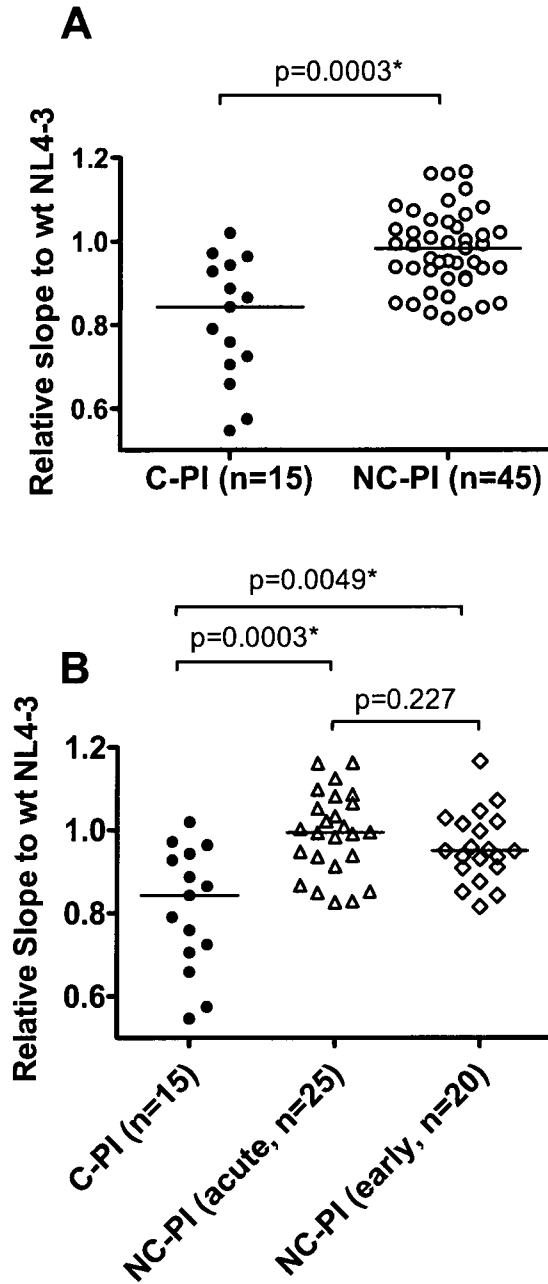 A
p=0.0003*
Relative slope to wt NL4-3
1.2
1.0
0.8
0.6
C-PI (n=15)
NC-PI (n=45)
p=0.0049*
p=0.0003*
B
p=0.227
Relative Slope to wt NL4-3
1.2
1.0
0.8
0.6
C-PI (n=15)
NC-PI (acute, n=25)
NC-PI (early, n=20)